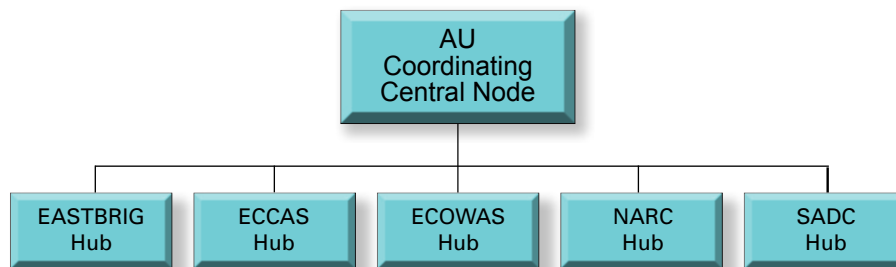 AU
Coordinating
Central Node
EASTBRIG
Hub
ECCAS
Hub
ECOWAS
Hub
NARC
Hub
SADC
Hub